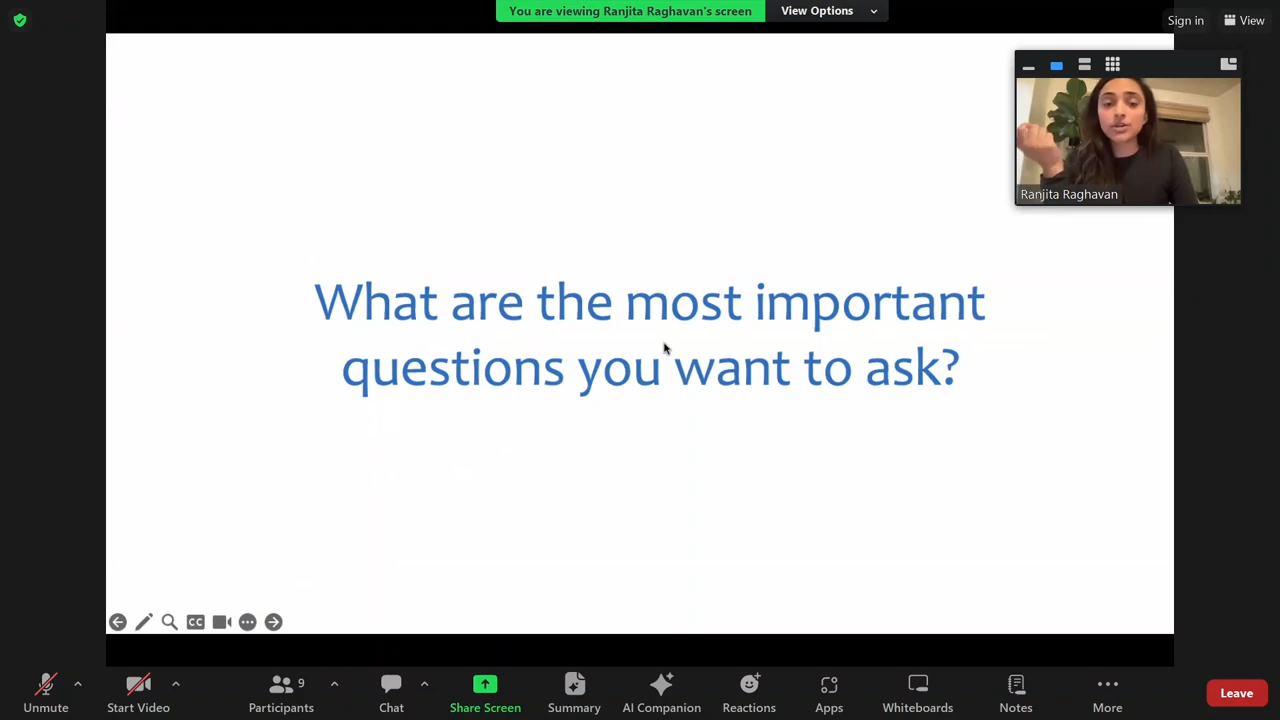 You are viewing Ranjita Raghavan's screen
View Options
Sign in
View
Ranjita Raghavan
What are the most important
questions you want to ask?
CC
Unmute
Start Video
9
Participants
Chat
Share Screen
Summary
AI Companion
Reactions
Apps
Whiteboards
Notes
More
Leave